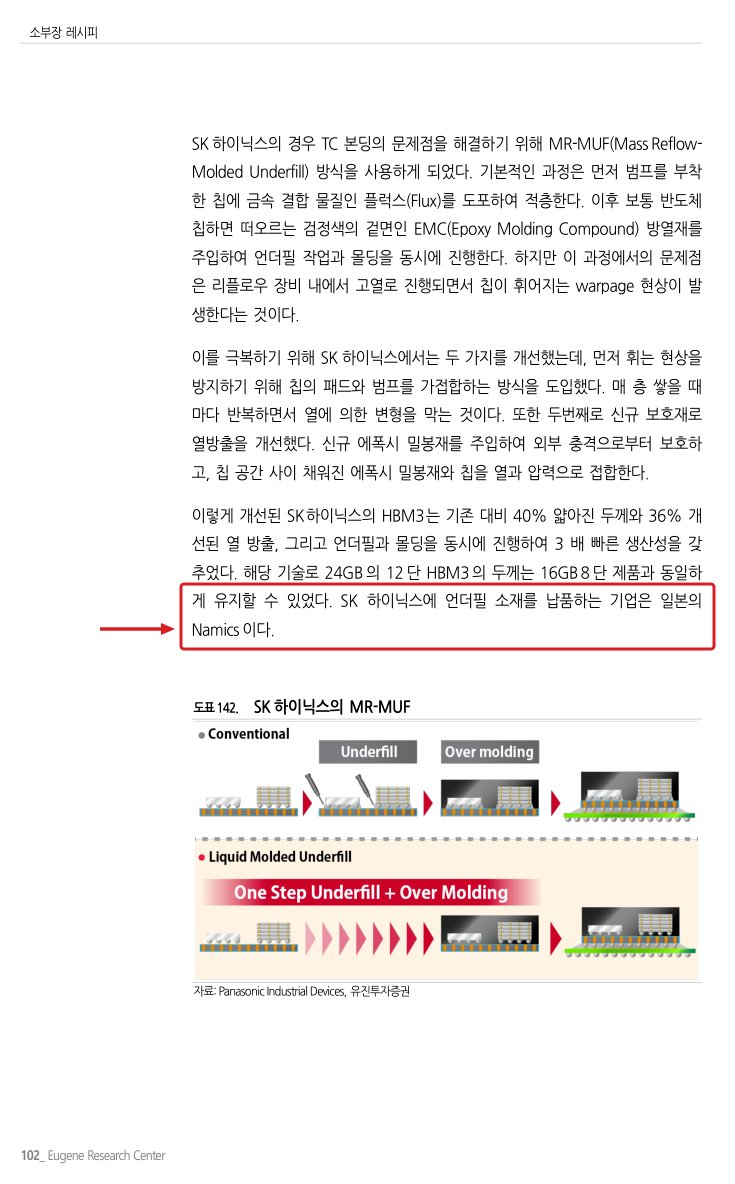 소부장 레시피
SK 하이닉스의 경우 TC 본딩의 문제점을 해결하기 위해 MR-MUF(Mass Reflow-
Molded Underfill) 방식을 사용하게 되었다. 기본적인 과정은 먼저 범프를 부착
한 칩에 금속 결합 물질인 플럭스(Flux)를 도포하여 적층한다. 이후 보통 반도체
칩하면 떠오르는 검정색의 겉면인 EMC(Epoxy Molding Compound) 방열재를
주입하여 언더필 작업과 몰딩을 동시에 진행한다. 하지만 이 과정에서의 문제점
은 리플로우 장비 내에서 고열로 진행되면서 칩이 휘어지는 warpage 현상이 발
생한다는 것이다.
이를 극복하기 위해 SK 하이닉스에서는 두 가지를 개선했는데, 먼저 휘는 현상을
방지하기 위해 칩의 패드와 범프를 가접합하는 방식을 도입했다. 매 층 쌓을 때
마다 반복하면서 열에 의한 변형을 막는 것이다. 또한 두번째로 신규 보호재로
열방출을 개선했다. 신규 에폭시 밀봉재를 주입하여 외부 충격으로부터 보호하
고, 칩 공간 사이 채워진 에폭시 밀봉재와 칩을 열과 압력으로 접합한다.
이렇게 개선된 SK하이닉스의 HBM3는 기존 대비 40% 얇아진 두께와 36% 개
선된 열 방출, 그리고 언더필과 몰딩을 동시에 진행하여 3 배 빠른 생산성을 갖
추었다. 해당 기술로 24GB 의 12 단 HBM3 의 두께는 16GB 8 단 제품과 동일하
게 유지할 수 있었다. SK 하이닉스에 언더필 소재를 납품하는 기업은 일본의
Namics 이다.
도표 142. SK 하이닉스의 MR-MUF
Conventional
Underfill Over molding
Liquid Molded Underfill
One Step Underfill + Over Molding
자료: Panasonic Industrial Devices, 유진투자증권
102_ Eugene Research Center